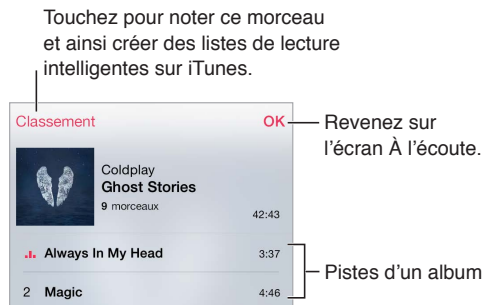 Touchez pour noter ce morceau
et ainsi créer des listes de lecture
intelligentes sur iTunes.
Classement
OK
Revenez sur
l'écran À l'écoute.
Coldplay
Ghost Stories
9 morceaux
42:43
Always In My Head 3:37
2 Magic 4:46
Pistes d'un album